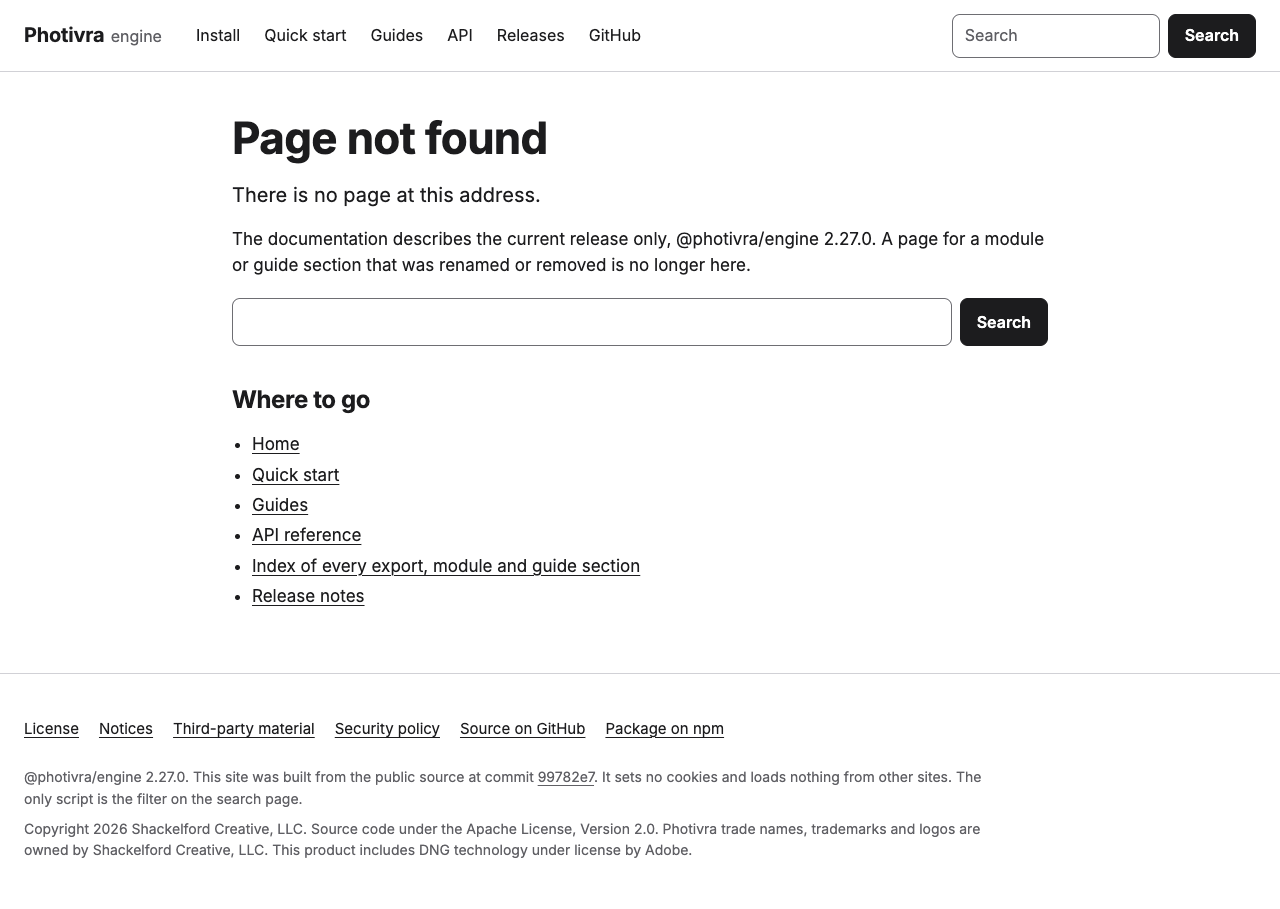 Photivra engine Install Quick start Guides API Releases GitHub Search Search
Page not found
There is no page at this address.
The documentation describes the current release only, @photivra/engine 2.27.0. A page for a module
or guide section that was renamed or removed is no longer here.
Search
Where to go
Home
Quick start
Guides
API reference
Index of every export, module and guide section
Release notes
License Notices Third-party material Security policy Source on GitHub Package on npm
@photivra/engine 2.27.0. This site was built from the public source at commit 99782e7. It sets no cookies and loads nothing from other sites. The
only script is the filter on the search page.
Copyright 2026 Shackelford Creative, LLC. Source code under the Apache License, Version 2.0. Photivra trade names, trademarks and logos are
owned by Shackelford Creative, LLC. This product includes DNG technology under license by Adobe.